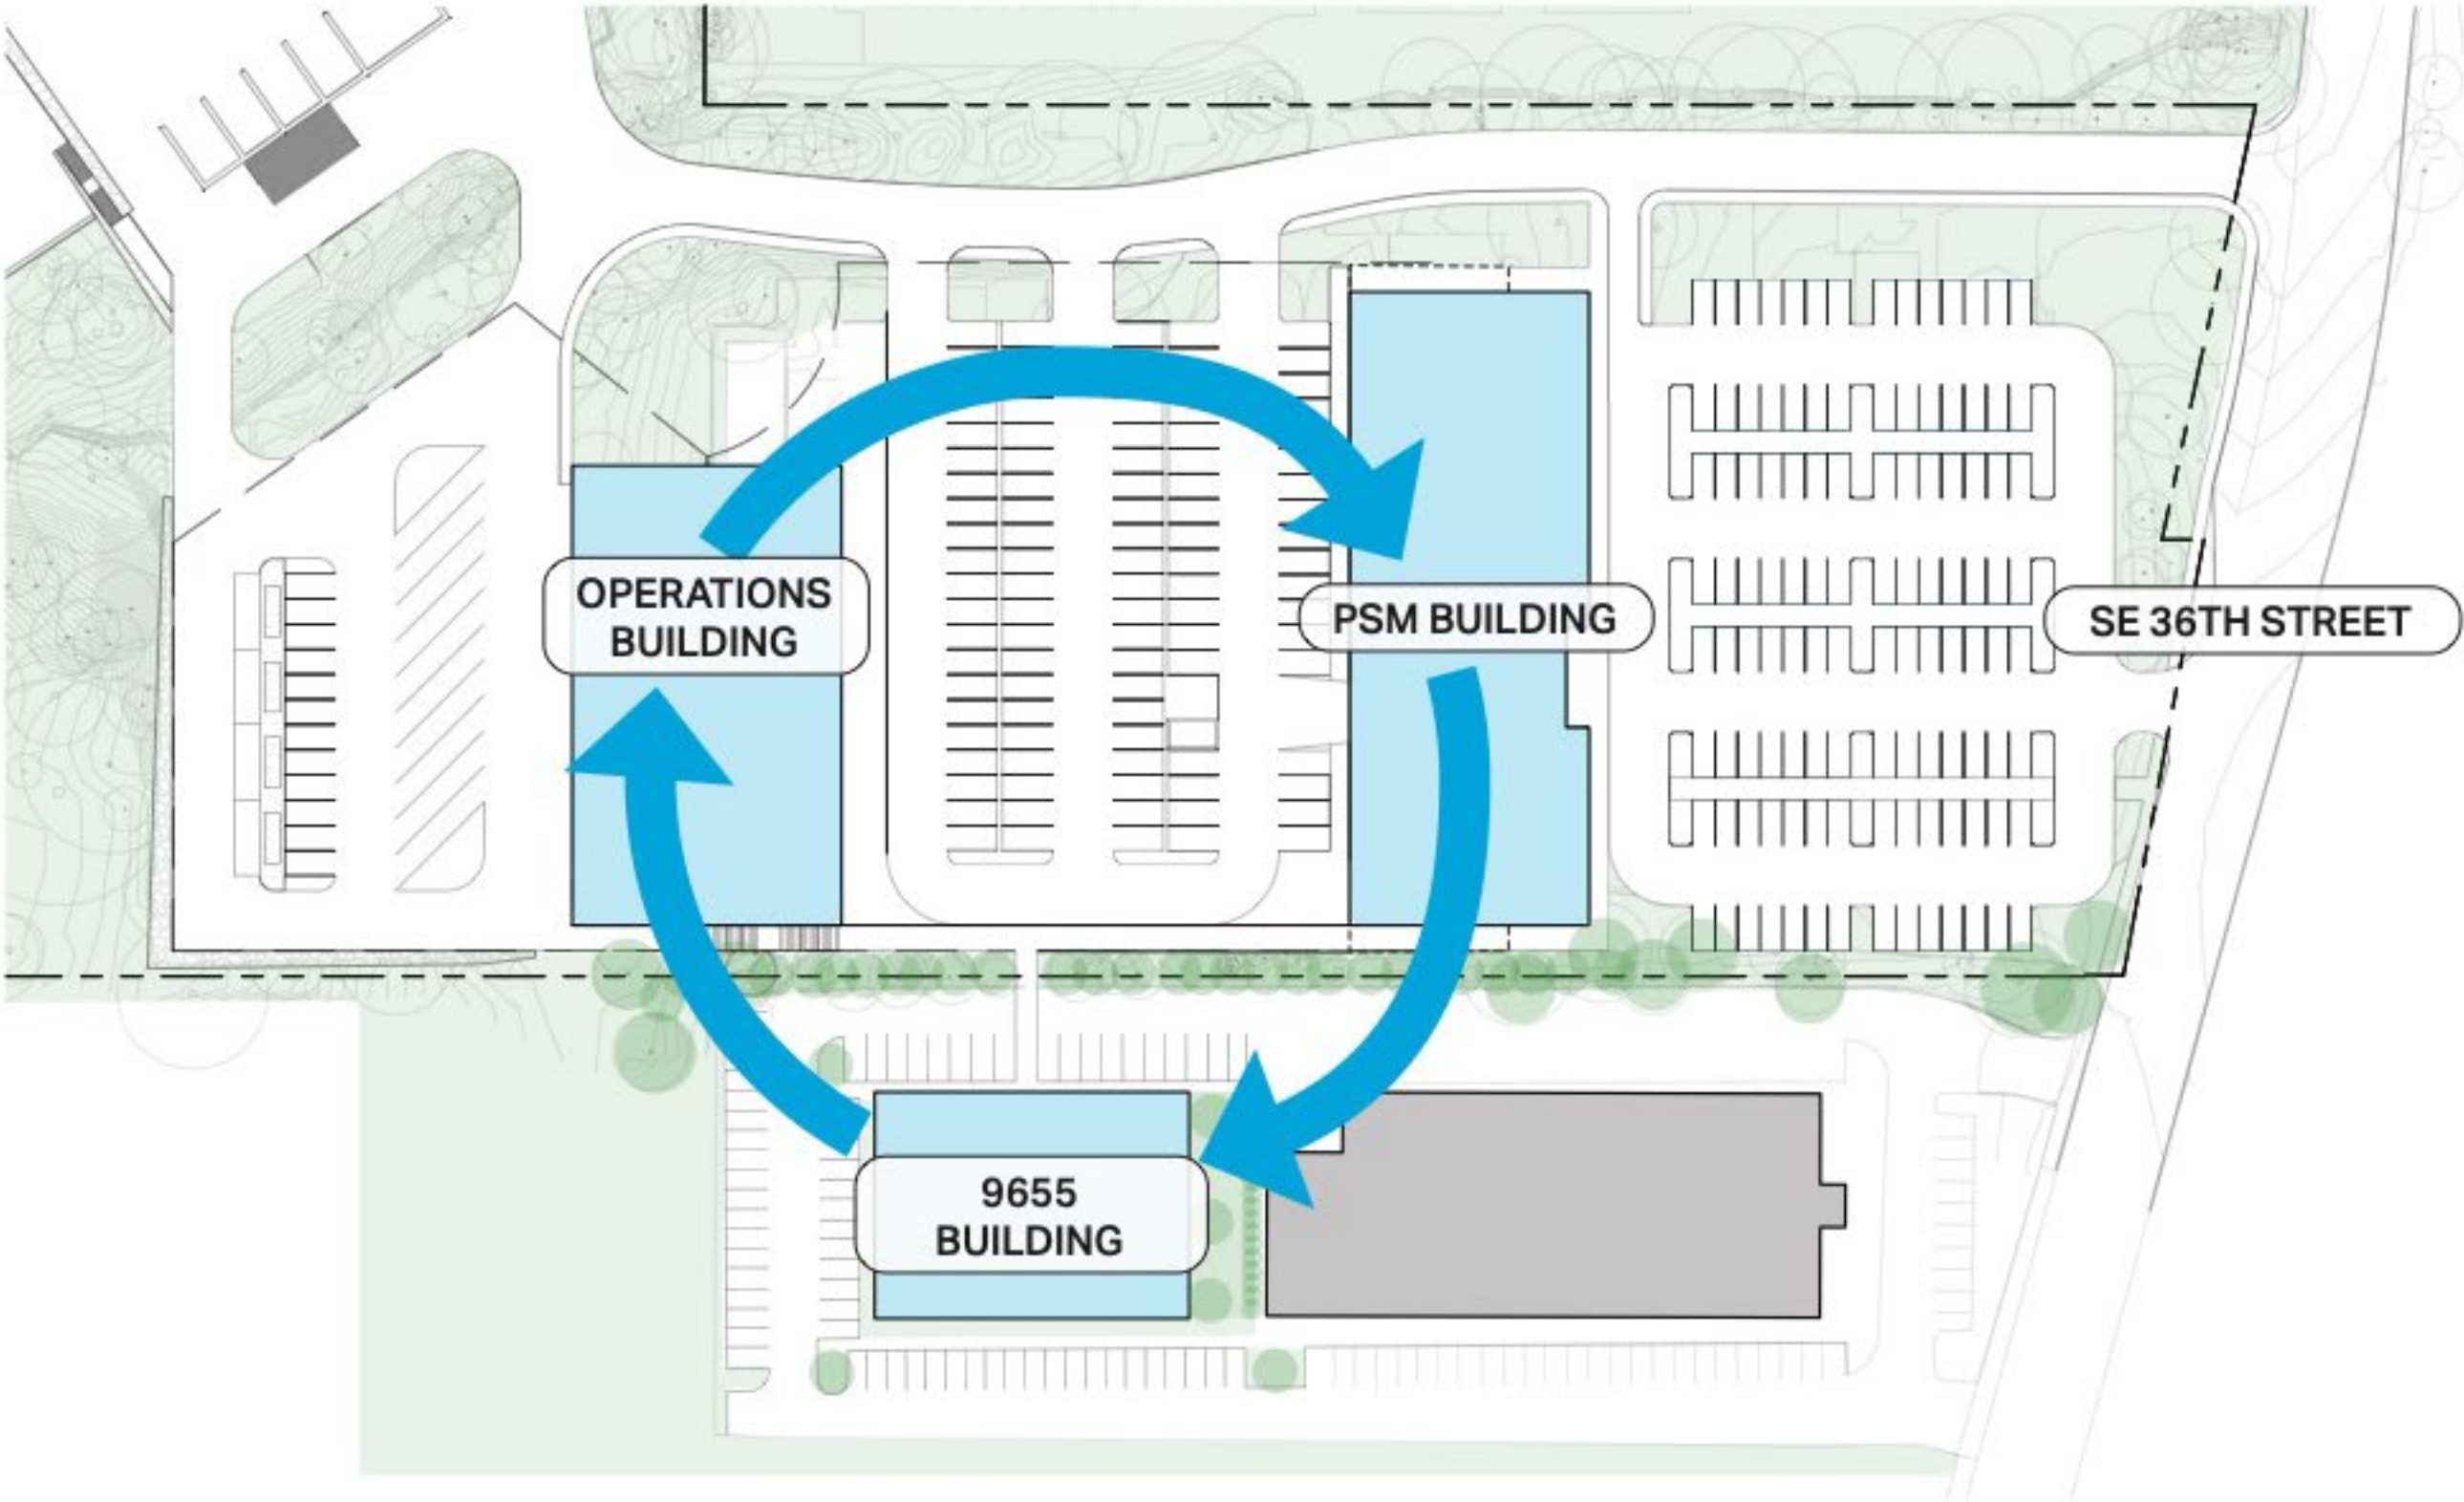 OPERATIONS
BUILDING
PSM BUILDING
SE 36TH STREET
9655
BUILDING